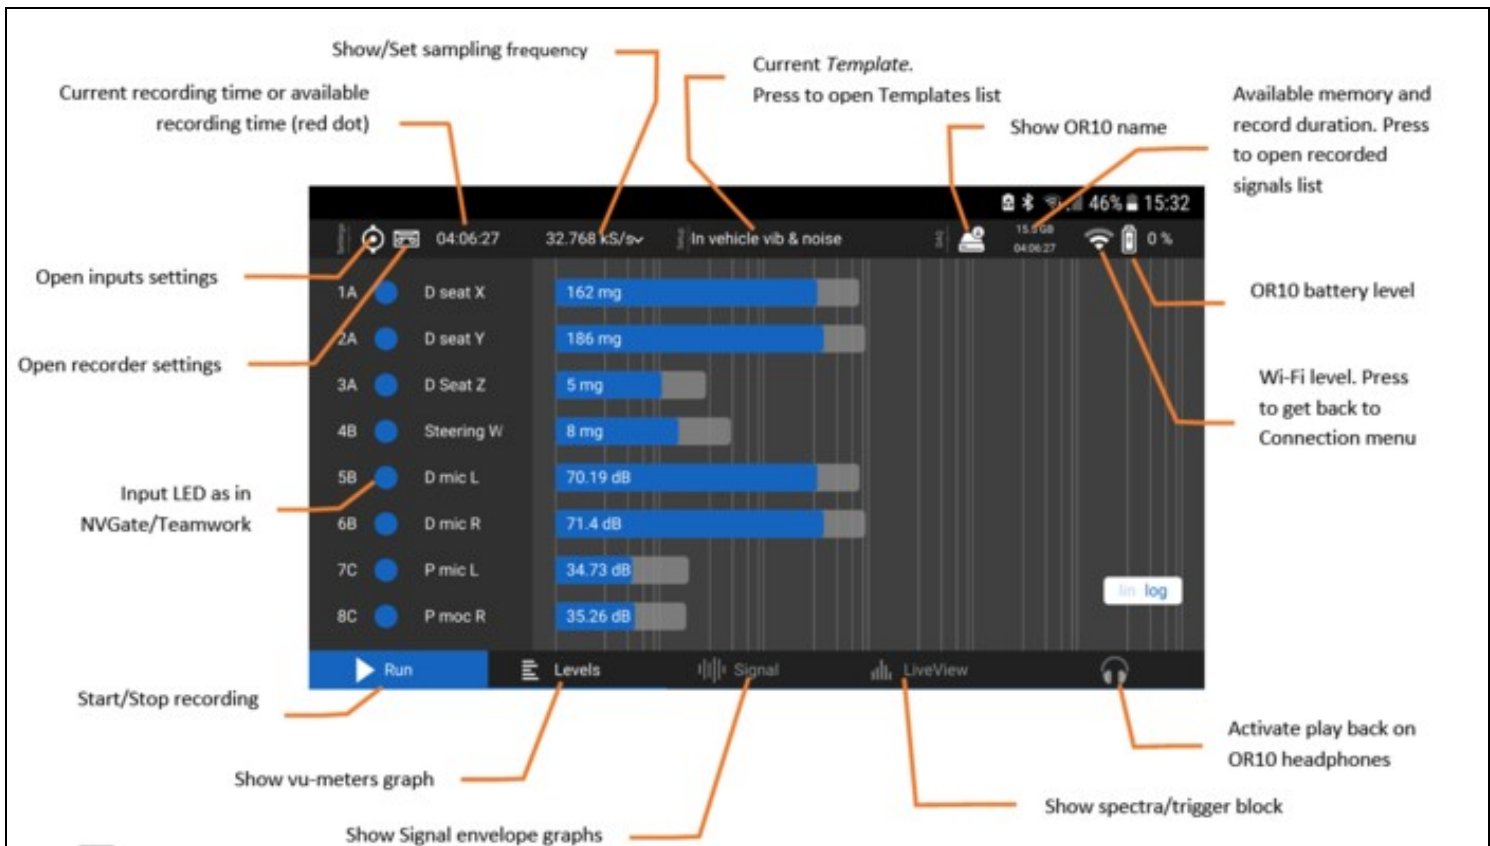 Show/Set sampling frequency
Current Template.
Press to open Templates list
Current recording time or available
recording time (red dot)
Show OR10 name
Available memory and
record duration. Press
to open recorded
signals list
46% 15:32
04:06:27
32.768 kS/s
In vehicle vib & noise
15.5 GB
04:06:27
0 %
Open inputs settings
Open recorder settings
Input LED as in
NVGate/Teamwork
1A D seat X 162 mg
2A D seat Y 186 mg
3A D Seat Z 5 mg
4B Steering W 8 mg
5B D mic L 70.19 dB
6B D mic R 71.4 dB
7C P mic L 34.73 dB
8C P moc R 35.26 dB
lin log
OR10 battery level
Wi-Fi level. Press
to get back to
Connection menu
Run
Levels
Signal
LiveView
Start/Stop recording
Show vu-meters graph
Show Signal envelope graphs
Show spectra/trigger block
Activate play back on
OR10 headphones